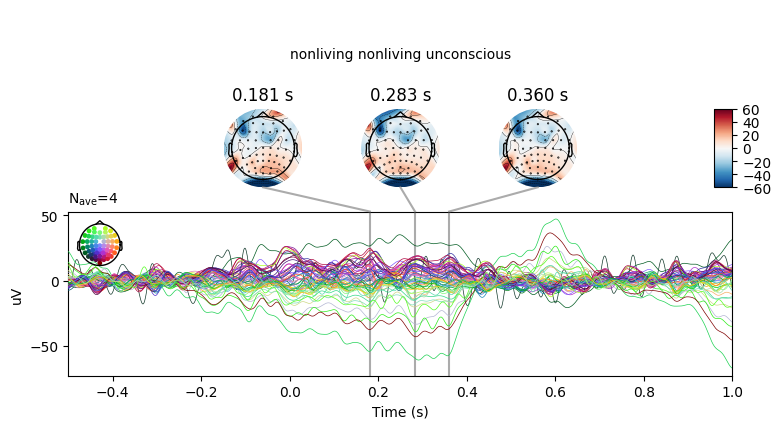 nonliving nonliving unconscious
0.181 s 0.283 s 0.360 s
60
40
20
0
−20
−40
−60
Nave=4
50
0
−50
uV
−0.4 −0.2 0.0 0.2 0.4 0.6 0.8 1.0
Time (s)